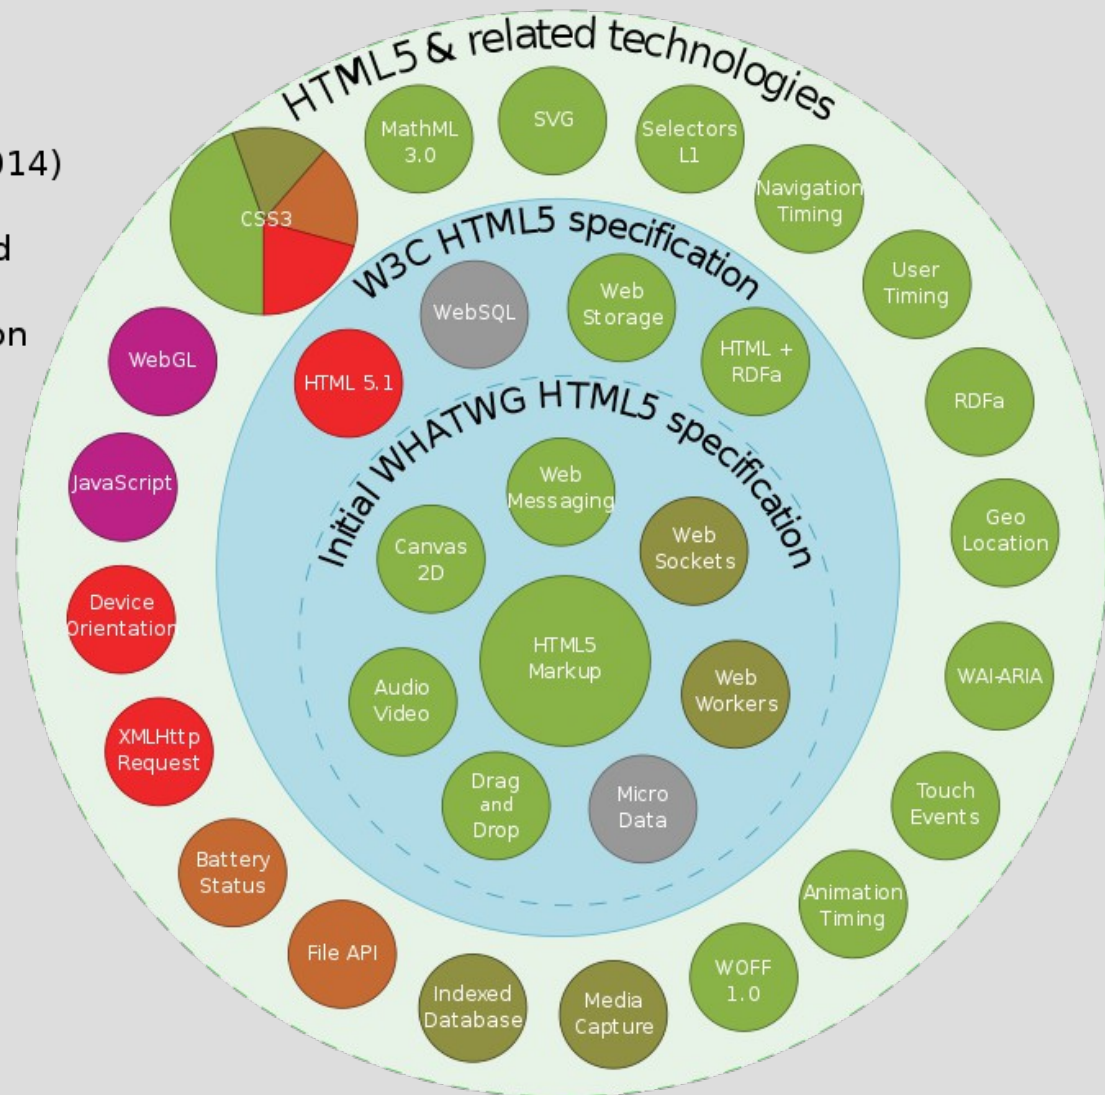 HTML5 & related technologies
014)
d
on
MathML
3.0
SVG
Selectors
L1
Navigation
Timing
User
Timing
RDFa
Geo
Location
WAI-ARIA
Touch
Events
Animation
Timing
WOFF
1.0
Media
Capture
Indexed
Database
File API
Battery
Status
XMLHttp
Request
Device
Orientation
JavaScript
WebGL
CSS3
W3C HTML5 specification
HTML 5.1
WebSQL
Web
Storage
HTML +
RDFa
Initial WHATWG HTML5 specification
Web
Messaging
Canvas
2D
Web
Sockets
HTML5
Markup
Audio
Video
Web
Workers
Drag
and
Drop
Micro
Data